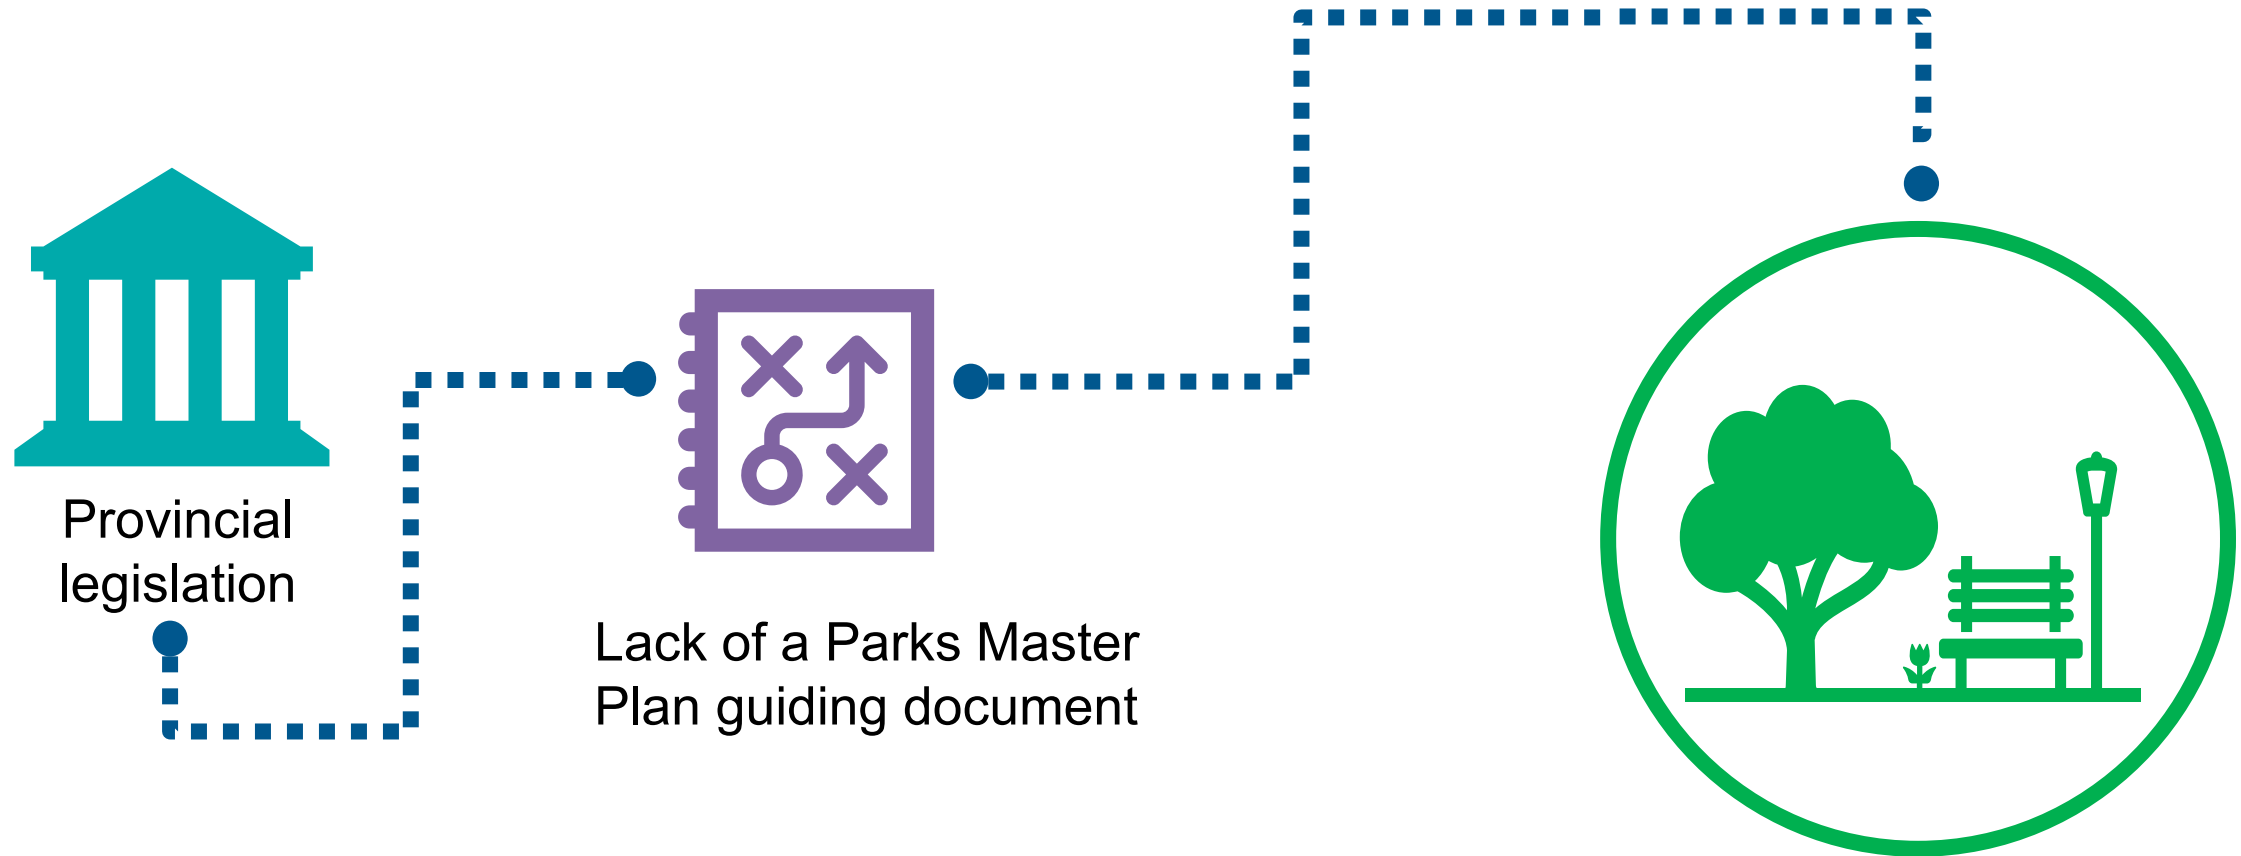 Provincial
legislation
Lack of a Parks Master
Plan guiding document